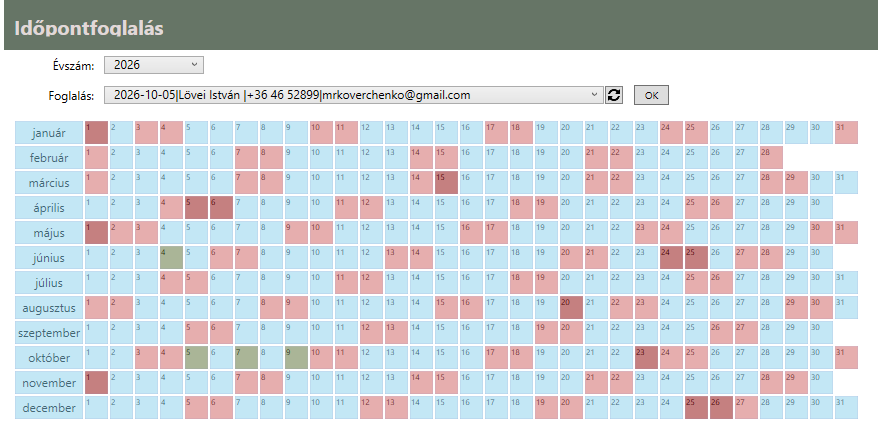 Időpontfoglalás
Évszám: 2026
Foglalás: 2026-10-05|Lövei István |+36 46 52899|mrkoverchenko@gmail.com OK
január 1 2 3 4 5 6 7 8 9 10 11 12 13 14 15 16 17 18 19 20 21 22 23 24 25 26 27 28 29 30 31
február 1 2 3 4 5 6 7 8 9 10 11 12 13 14 15 16 17 18 19 20 21 22 23 24 25 26 27 28
március 1 2 3 4 5 6 7 8 9 10 11 12 13 14 15 16 17 18 19 20 21 22 23 24 25 26 27 28 29 30 31
április 1 2 3 4 5 6 7 8 9 10 11 12 13 14 15 16 17 18 19 20 21 22 23 24 25 26 27 28 29 30
május 1 2 3 4 5 6 7 8 9 10 11 12 13 14 15 16 17 18 19 20 21 22 23 24 25 26 27 28 29 30 31
június 1 2 3 4 5 6 7 8 9 10 11 12 13 14 15 16 17 18 19 20 21 22 23 24 25 26 27 28 29 30
július 1 2 3 4 5 6 7 8 9 10 11 12 13 14 15 16 17 18 19 20 21 22 23 24 25 26 27 28 29 30 31
augusztus 1 2 3 4 5 6 7 8 9 10 11 12 13 14 15 16 17 18 19 20 21 22 23 24 25 26 27 28 29 30 31
szeptember 1 2 3 4 5 6 7 8 9 10 11 12 13 14 15 16 17 18 19 20 21 22 23 24 25 26 27 28 29 30
október 1 2 3 4 5 6 7 8 9 10 11 12 13 14 15 16 17 18 19 20 21 22 23 24 25 26 27 28 29 30 31
november 1 2 3 4 5 6 7 8 9 10 11 12 13 14 15 16 17 18 19 20 21 22 23 24 25 26 27 28 29 30
december 1 2 3 4 5 6 7 8 9 10 11 12 13 14 15 16 17 18 19 20 21 22 23 24 25 26 27 28 29 30 31